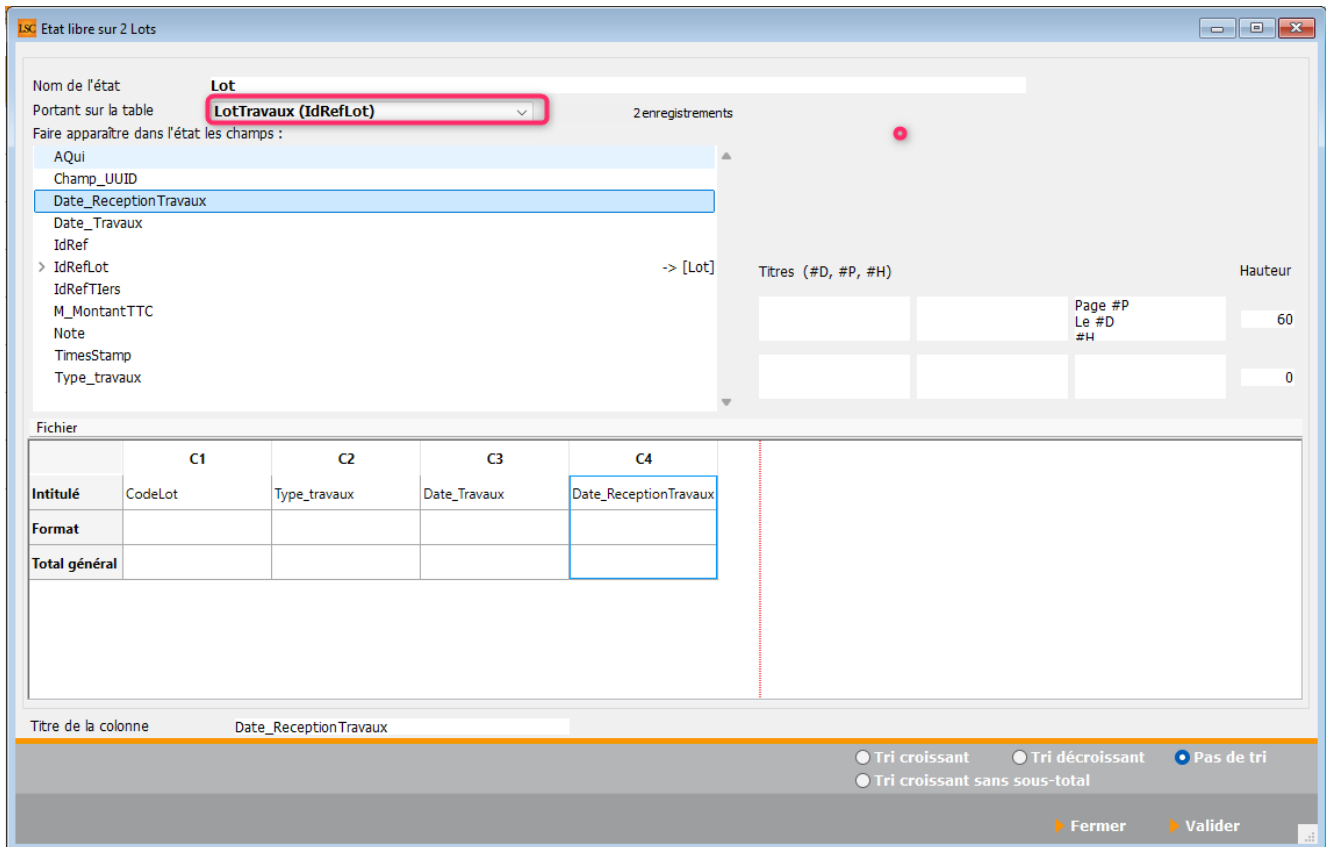 LSC Etat libre sur 2 Lots
Nom de l'état Lot
Portant sur la table LotTravaux (IdRefLot) 2 enregistrements
Faire apparaître dans l'état les champs :
AQui
Champ_UUID
Date_ReceptionTravaux
Date_Travaux
IdRef
> IdRefLot -> [Lot]
IdRefTIers
M_MontantTTC
Note
TimesStamp
Type_travaux
Titres (#D, #P, #H) Hauteur
Page #P
Le #D
#H
60
0
Fichier
C1 C2 C3 C4
Intitulé CodeLot Type_travaux Date_Travaux Date_ReceptionTravaux
Format
Total général
Titre de la colonne Date_ReceptionTravaux
Tri croissant Tri décroissant Pas de tri
Tri croissant sans sous-total
Fermer Valider